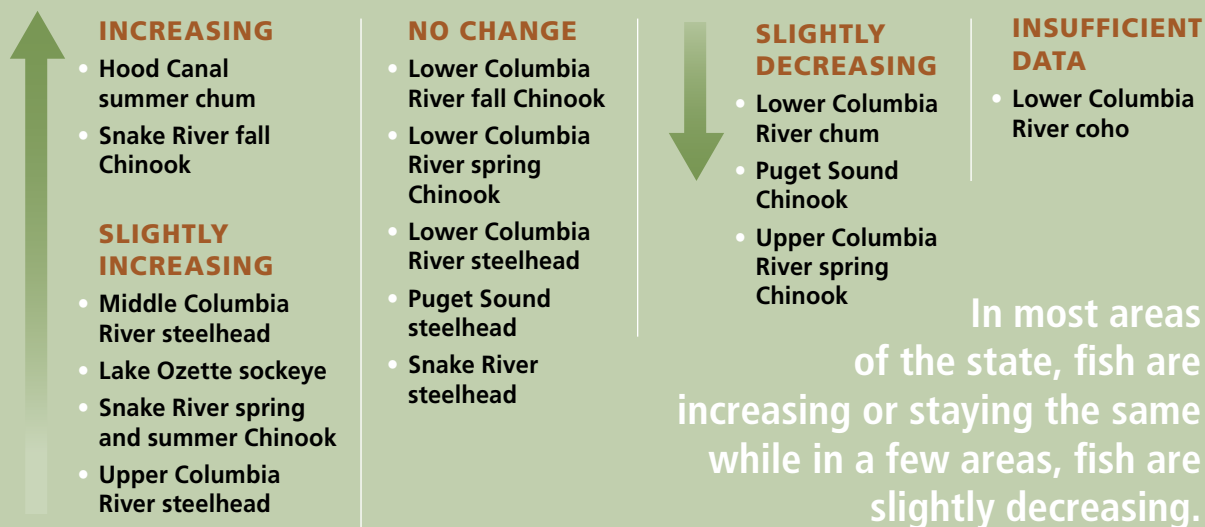 INCREASING
• Hood Canal
summer chum
• Snake River fall
Chinook
SLIGHTLY
INCREASING
• Middle Columbia
River steelhead
• Lake Ozette sockeye
• Snake River spring
and summer Chinook
• Upper Columbia
River steelhead
NO CHANGE
• Lower Columbia
River fall Chinook
• Lower Columbia
River spring
Chinook
• Lower Columbia
River steelhead
• Puget Sound
steelhead
• Snake River
steelhead
SLIGHTLY
DECREASING
• Lower Columbia
River chum
• Puget Sound
Chinook
• Upper Columbia
River spring
Chinook
INSUFFICIENT
DATA
• Lower Columbia
River coho
In most areas
of the state, fish are
increasing or staying the same
while in a few areas, fish are
slightly decreasing.